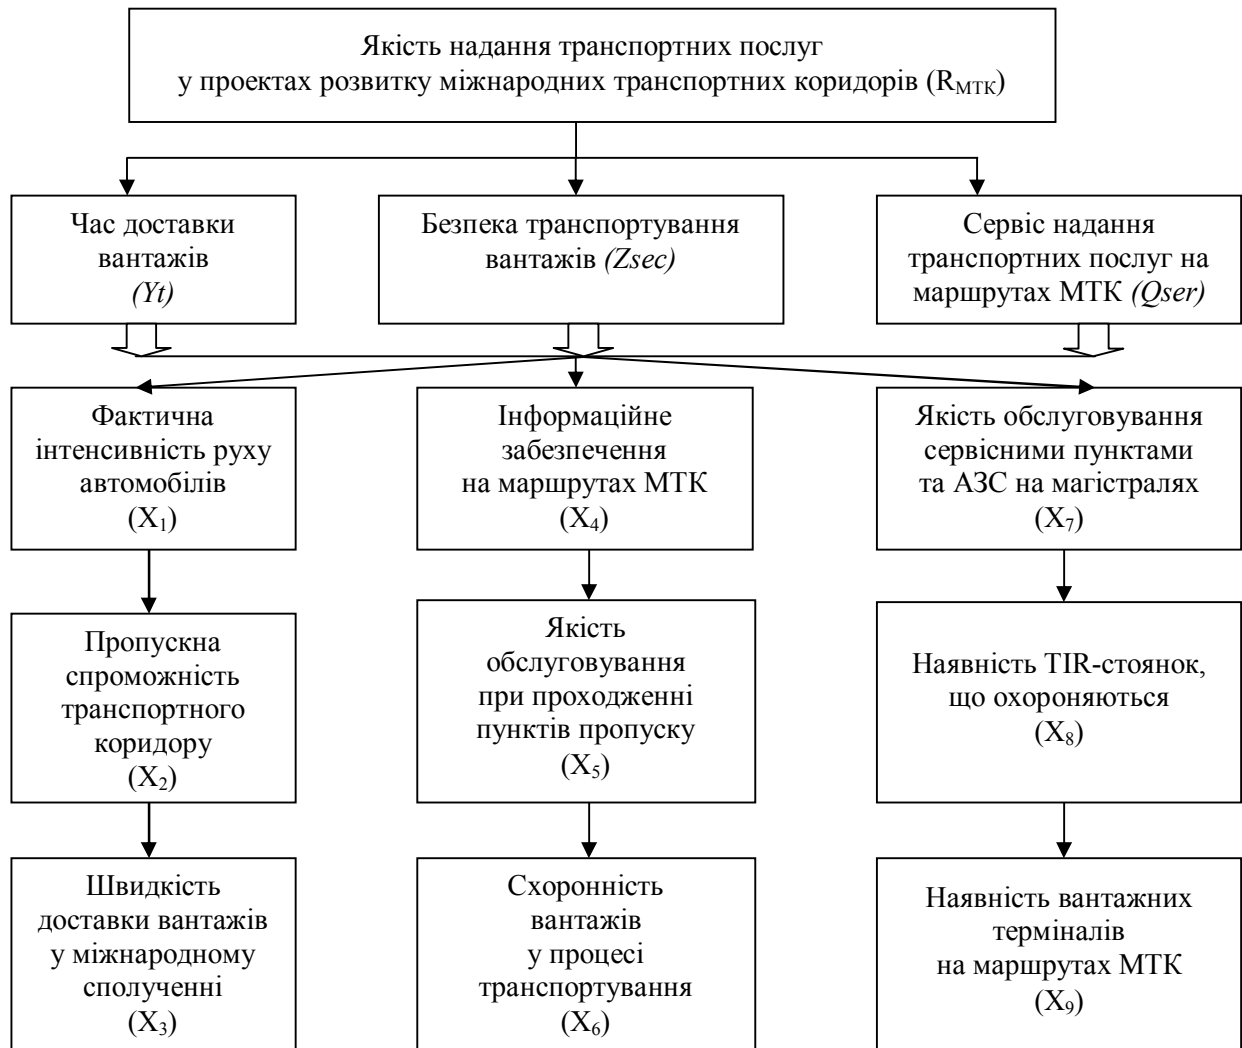 Якість надання транспортних послуг
у проектах розвитку міжнародних транспортних коридорів (R_МТК)
Час доставки
вантажів
(Yt)
Безпека транспортування
вантажів (Zsec)
Сервіс надання
транспортних послуг на
маршрутах МТК (Qser)
Фактична
інтенсивність руху
автомобілів
(X₁)
Інформаційне
забезпечення
на маршрутах МТК
(X₄)
Якість обслуговування
сервісними пунктами
та АЗС на магістралях
(X₇)
Пропускна
спроможність
транспортного
коридору
(X₂)
Якість
обслуговування
при проходженні
пунктів пропуску
(X₅)
Наявність TIR-стоянок,
що охороняються
(X₈)
Швидкість
доставки вантажів
у міжнародному
сполученні
(X₃)
Схоронність
вантажів
у процесі
транспортування
(X₆)
Наявність вантажних
терміналів
на маршрутах МТК
(X₉)